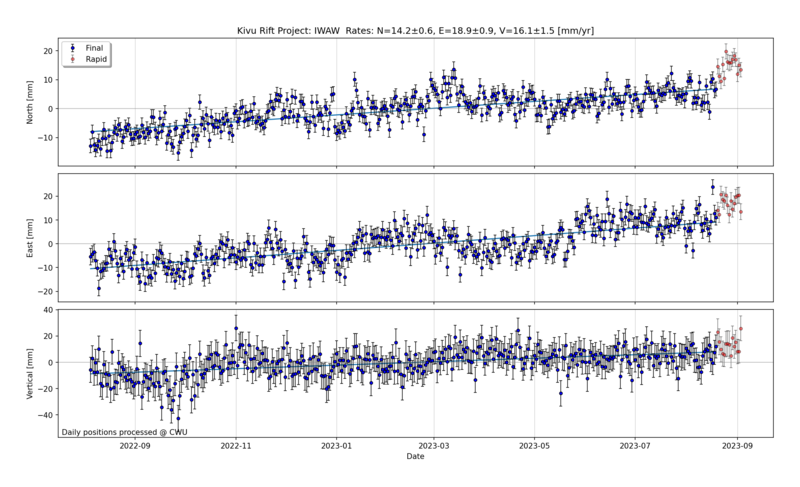 Kivu Rift Project: IWAW Rates: N=14.2±0.6, E=18.9±0.9, V=16.1±1.5 [mm/yr]
Final
Rapid
North [mm]
20
10
0
−10
East [mm]
20
10
0
−10
−20
Vertical [mm]
40
20
0
−20
−40
Daily positions processed @ CWU
2022-09 2022-11 2023-01 2023-03 2023-05 2023-07 2023-09
Date